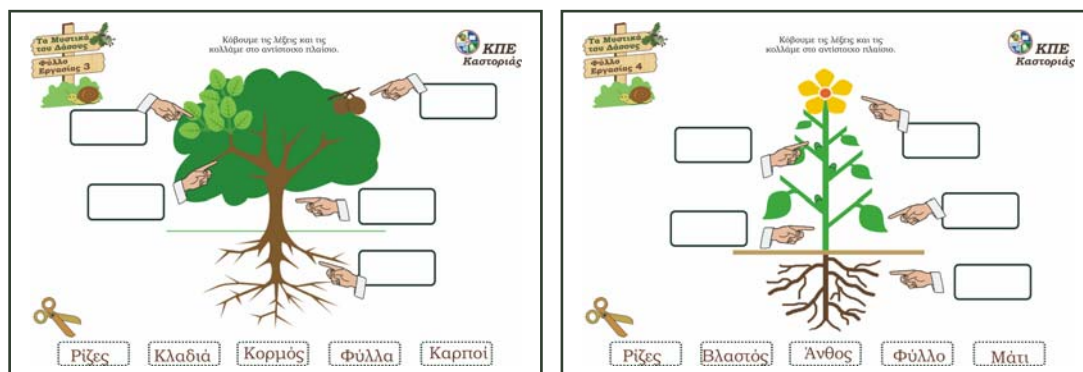 Τα Μυστικά
του Δάσους
Φύλλο
Εργασίας 3
Κόβουμε τις λέξεις και τις
κολλάμε στο αντίστοιχο πλαίσιο.
ΚΠΕ
Καστοριάς
Ρίζες
Κλαδιά
Κορμός
Φύλλα
Καρποί
Τα Μυστικά
του Δάσους
Φύλλο
Εργασίας 4
Κόβουμε τις λέξεις και τις
κολλάμε στο αντίστοιχο πλαίσιο.
ΚΠΕ
Καστοριάς
Ρίζες
Βλαστός
Άνθος
Φύλλο
Μάτι